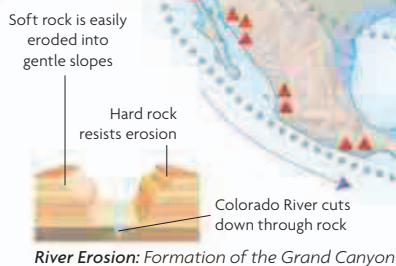 Soft rock is easily
eroded into
gentle slopes
Hard rock
resists erosion
Colorado River cuts
down through rock
River Erosion: Formation of the Grand Canyon